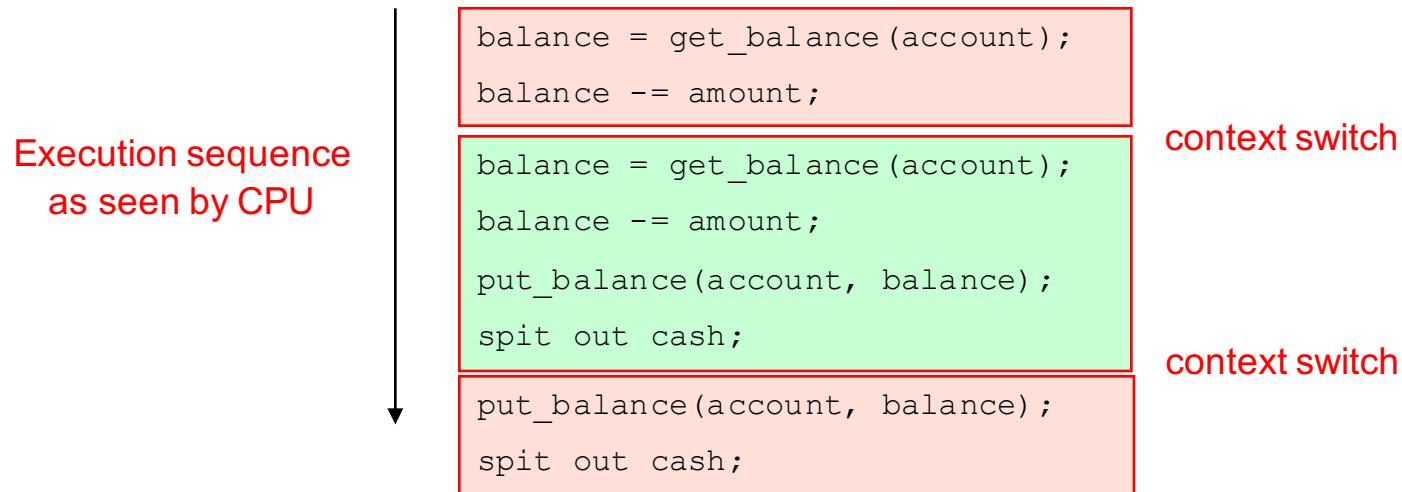 Execution sequence
as seen by CPU
balance = get_balance(account);
balance -= amount;
context switch
balance = get_balance(account);
balance -= amount;
put_balance(account, balance);
spit out cash;
context switch
put_balance(account, balance);
spit out cash;